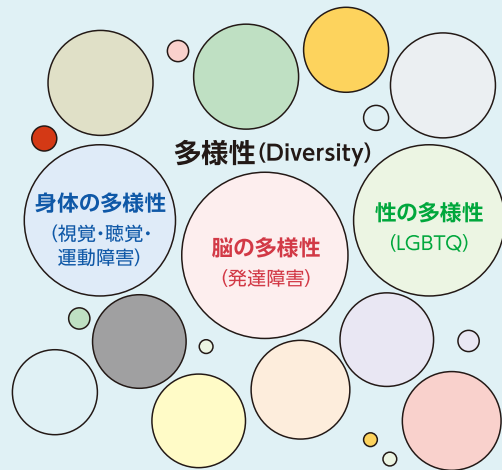 多様性(Diversity)
身体の多様性
(視覚・聴覚・
運動障害)
脳の多様性
(発達障害)
性の多様性
(LGBTQ)